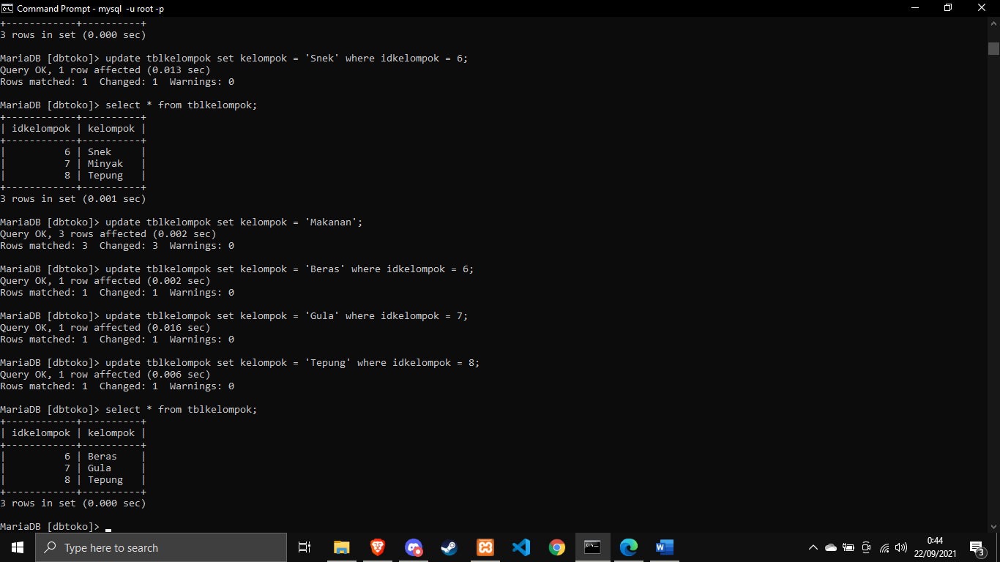 Command Prompt - mysql  -u root -p
+------------+----------+
3 rows in set (0.000 sec)
MariaDB [dbtoko]> update tblkelompok set kelompok = 'Snek' where idkelompok = 6;
Query OK, 1 row affected (0.013 sec)
Rows matched: 1  Changed: 1  Warnings: 0
MariaDB [dbtoko]> select * from tblkelompok;
+------------+----------+
| idkelompok | kelompok |
+------------+----------+
|          6 | Snek     |
|          7 | Minyak   |
|          8 | Tepung   |
+------------+----------+
3 rows in set (0.001 sec)
MariaDB [dbtoko]> update tblkelompok set kelompok = 'Makanan';
Query OK, 3 rows affected (0.002 sec)
Rows matched: 3  Changed: 3  Warnings: 0
MariaDB [dbtoko]> update tblkelompok set kelompok = 'Beras' where idkelompok = 6;
Query OK, 1 row affected (0.002 sec)
Rows matched: 1  Changed: 1  Warnings: 0
MariaDB [dbtoko]> update tblkelompok set kelompok = 'Gula' where idkelompok = 7;
Query OK, 1 row affected (0.016 sec)
Rows matched: 1  Changed: 1  Warnings: 0
MariaDB [dbtoko]> update tblkelompok set kelompok = 'Tepung' where idkelompok = 8;
Query OK, 1 row affected (0.006 sec)
Rows matched: 1  Changed: 1  Warnings: 0
MariaDB [dbtoko]> select * from tblkelompok;
+------------+----------+
| idkelompok | kelompok |
+------------+----------+
|          6 | Beras    |
|          7 | Gula     |
|          8 | Tepung   |
+------------+----------+
3 rows in set (0.000 sec)
MariaDB [dbtoko]>
Type here to search
0:44
22/09/2021
3